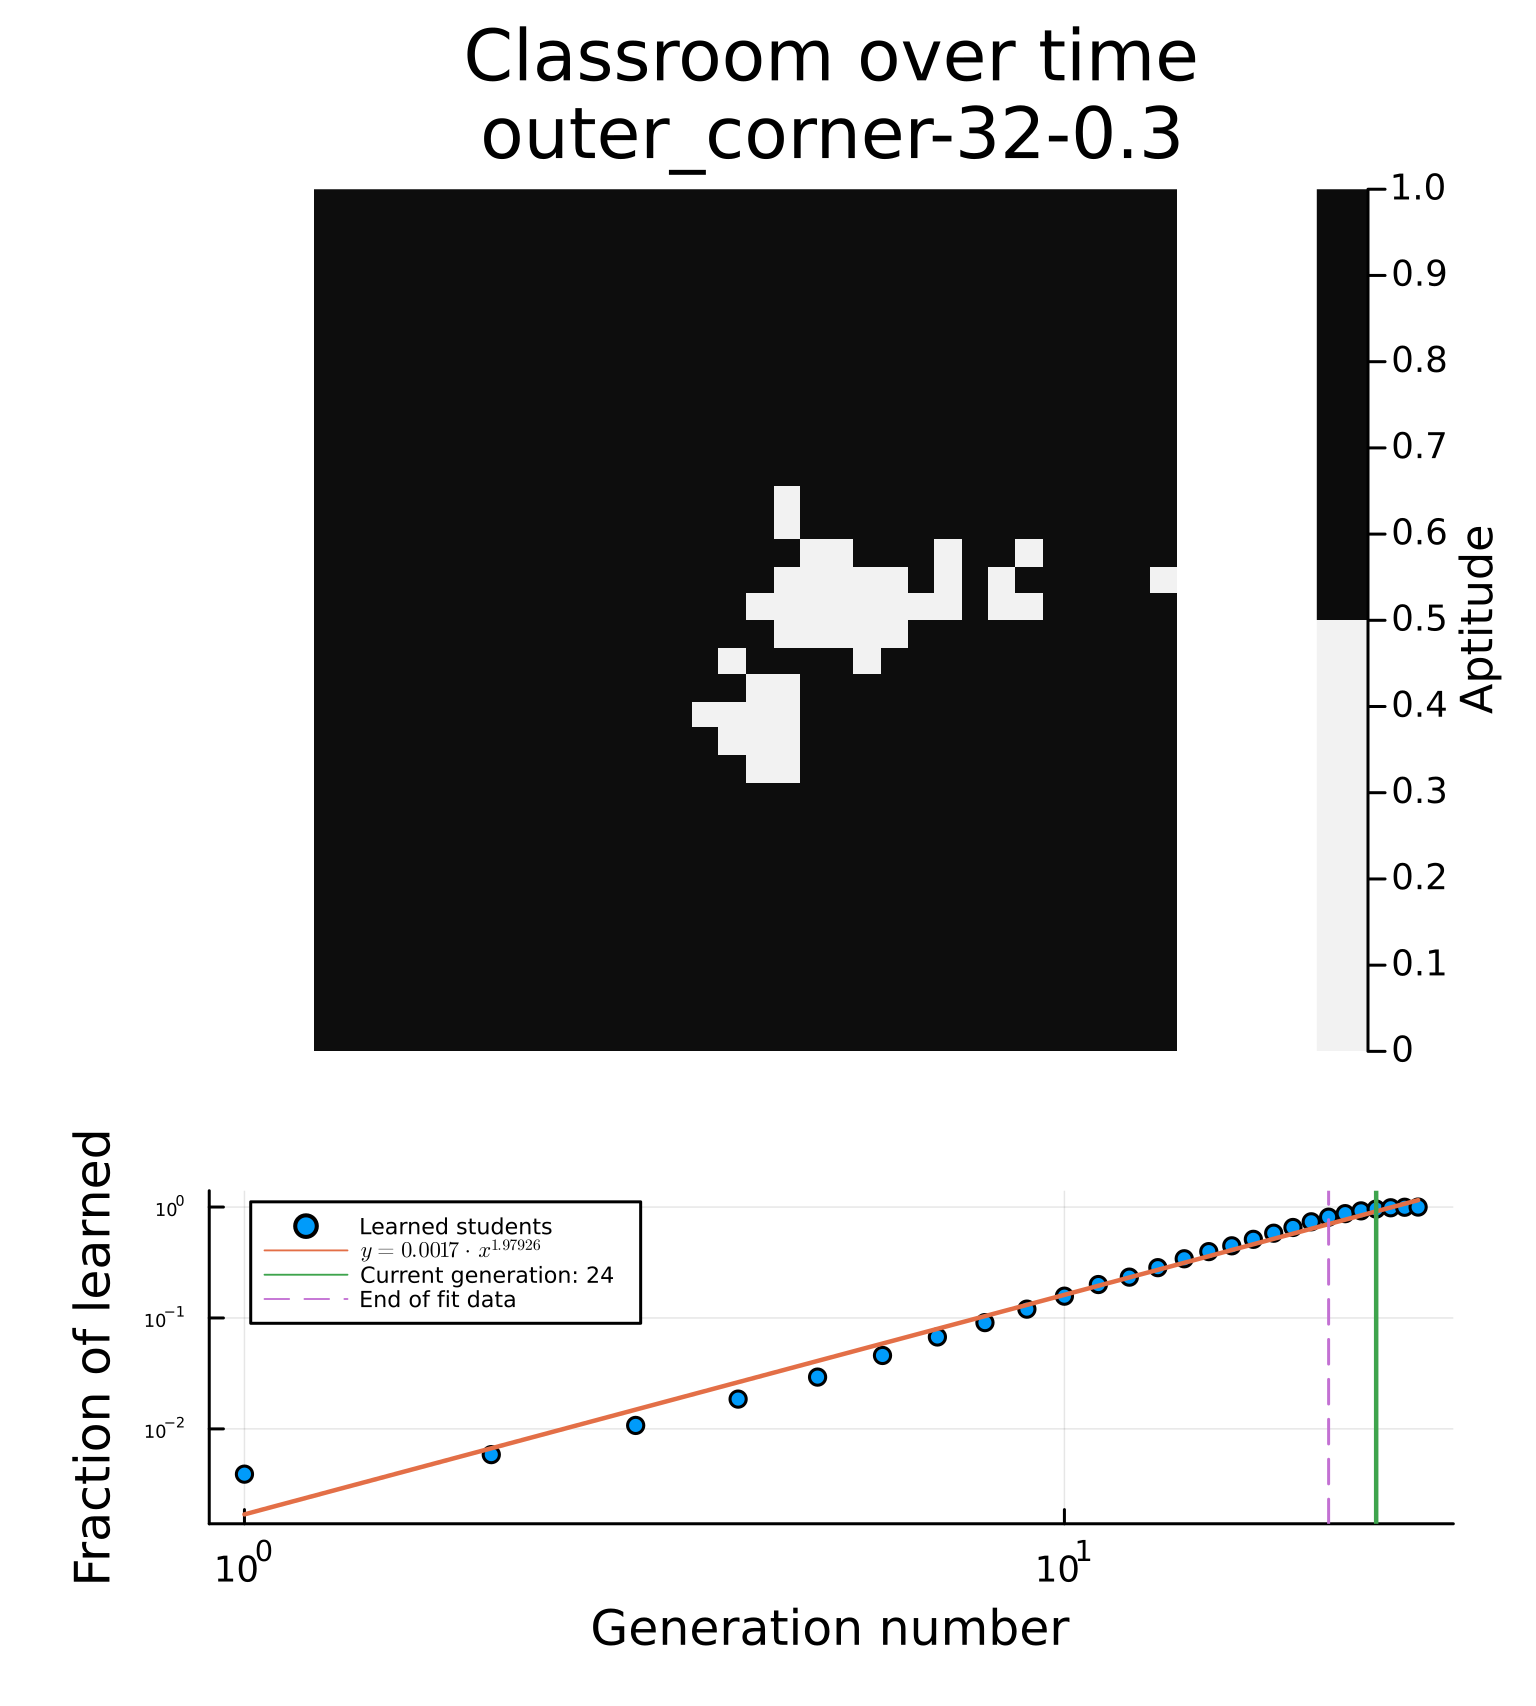 Classroom over time
outer_corner-32-0.3
1.0
0.9
0.8
0.7
0.6
0.5
0.4
0.3
0.2
0.1
0
Aptitude
Fraction of learned
10⁰
10⁻¹
10⁻²
Learned students
y = 0.0017 · x^1.97926
Current generation: 24
End of fit data
10⁰
10¹
Generation number